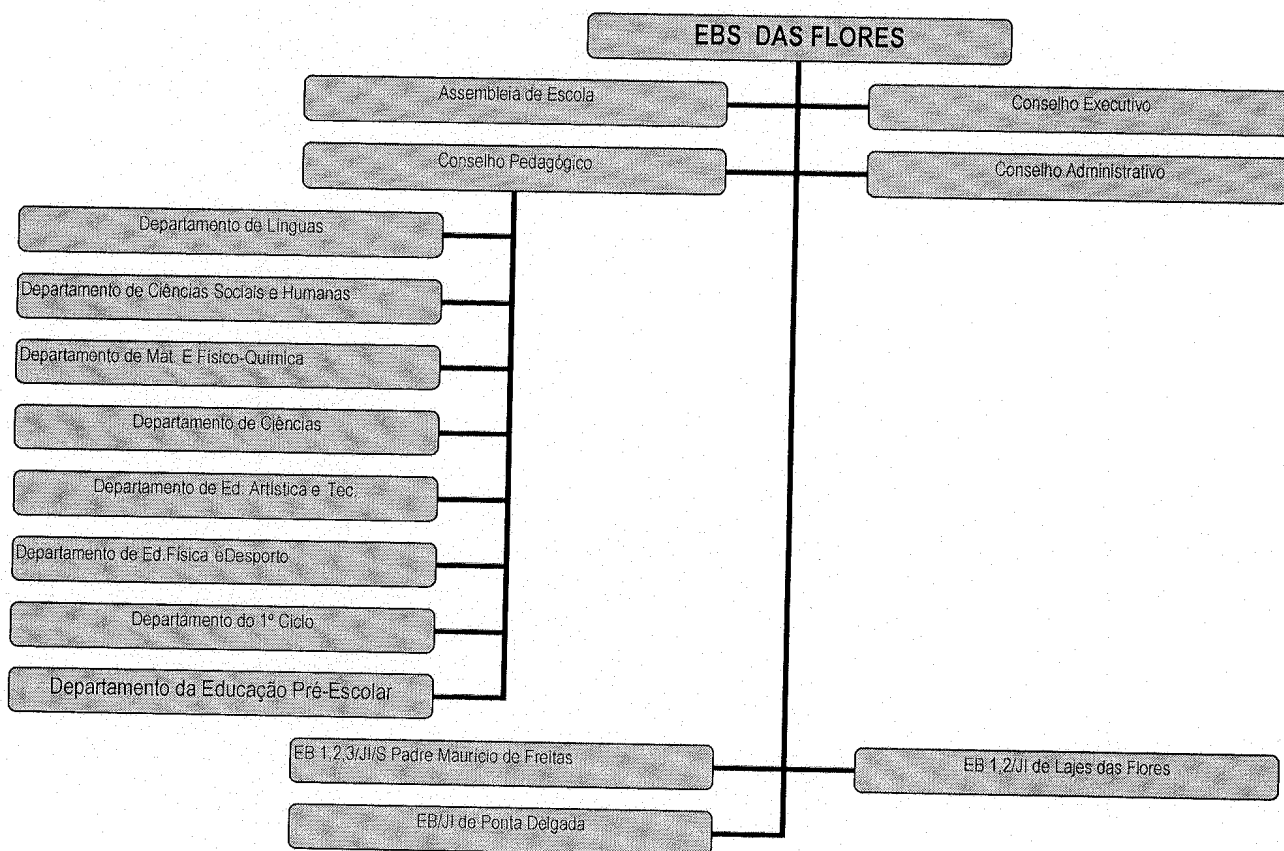 EBS DAS FLORES
Assembleia de Escola
Conselho Executivo
Conselho Pedagógico
Conselho Administrativo
Departamento de Línguas
Departamento de Ciências Sociais e Humanas
Departamento de Mat. E Físico-Química
Departamento de Ciências
Departamento de Ed. Artística e Tec
Departamento de Ed.Física eDesporto
Departamento do 1º Ciclo
Departamento da Educação Pré-Escolar
EB 1,2,3/JI/S Padre Maurício de Freitas
EB 1,2/JI de Lajes das Flores
EB/JI de Ponta Delgada